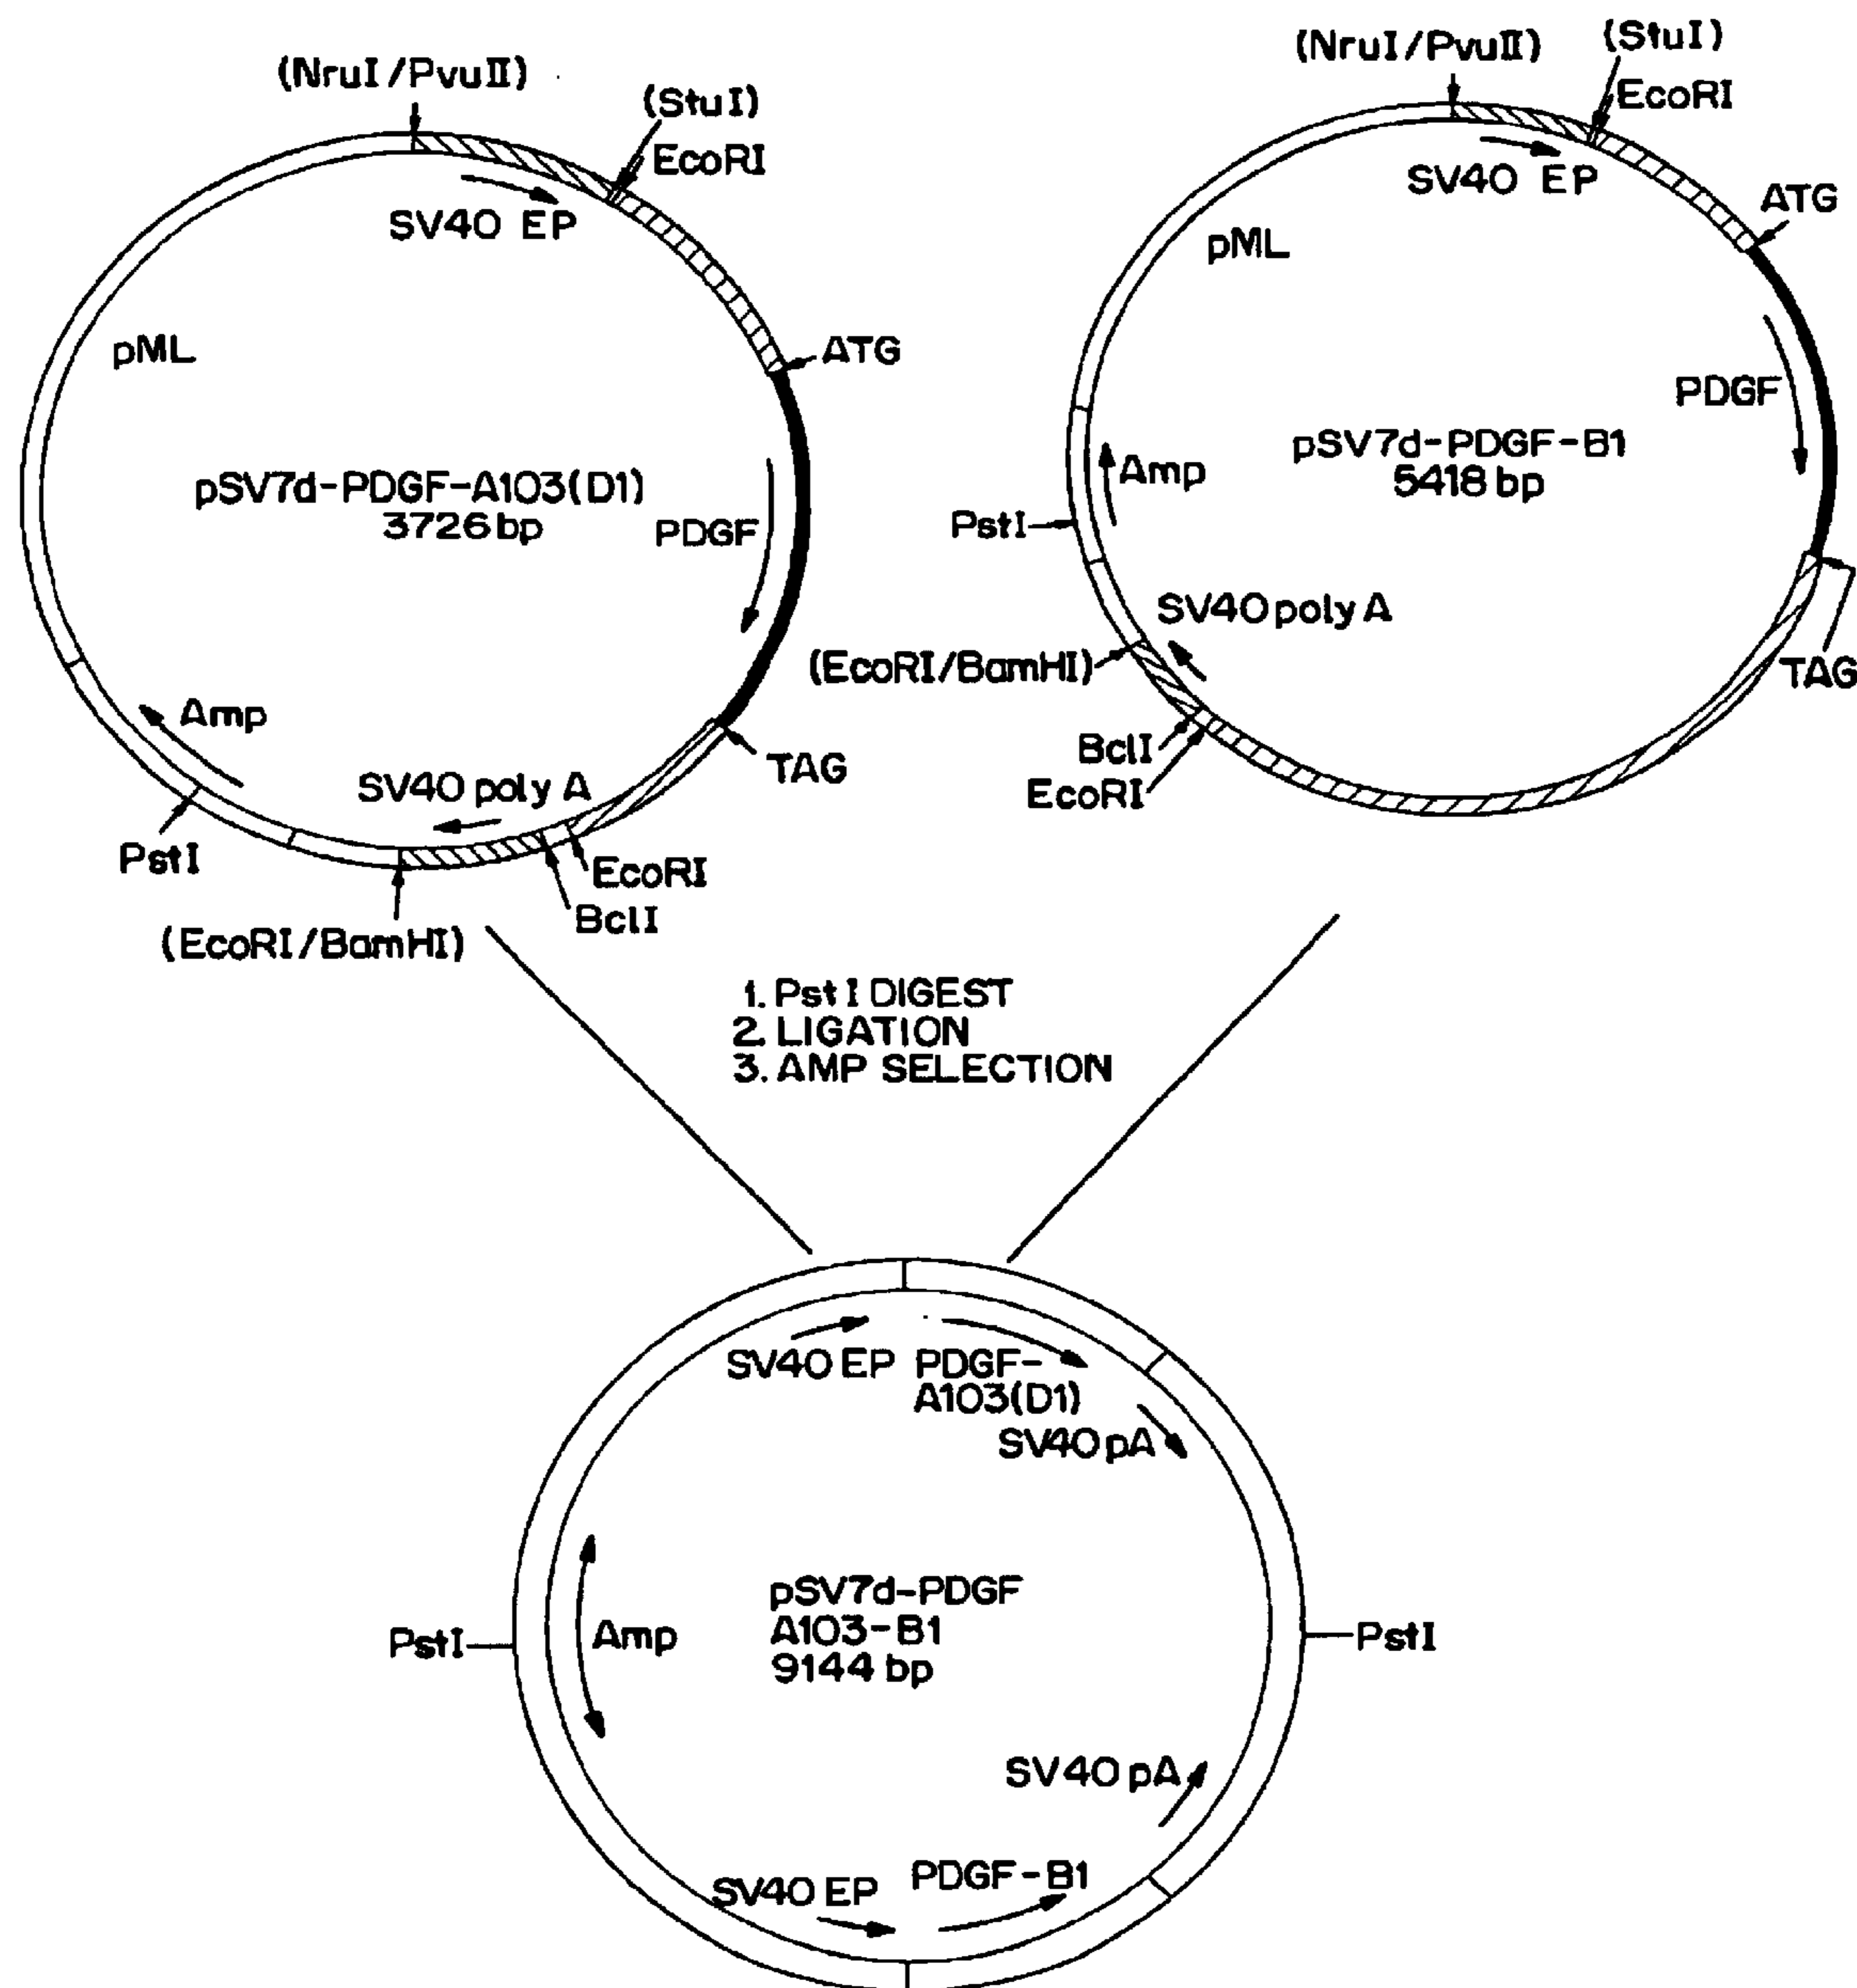 (NruI/PvuII)
(StuI)
EcoRI
SV40 EP
pML
ATG
pSV7d-PDGF-A103(D1)
3726 bp
PDGF
Amp
TAG
SV40 poly A
PstI
EcoRI
BclI
(EcoRI/BamHI)
(NruI/PvuII)
(StuI)
EcoRI
SV40 EP
ATG
pML
PDGF
pSV7d-PDGF-B1
5418 bp
Amp
PstI
SV40 poly A
(EcoRI/BamHI)
TAG
BclI
EcoRI
1. Pst I DIGEST
2. LIGATION
3. AMP SELECTION
SV40 EP
PDGF-
A103(D1)
SV40 pA
pSV7d-PDGF
A103-B1
9144 bp
PstI
Amp
PstI
SV40 pA
SV40 EP
PDGF-B1